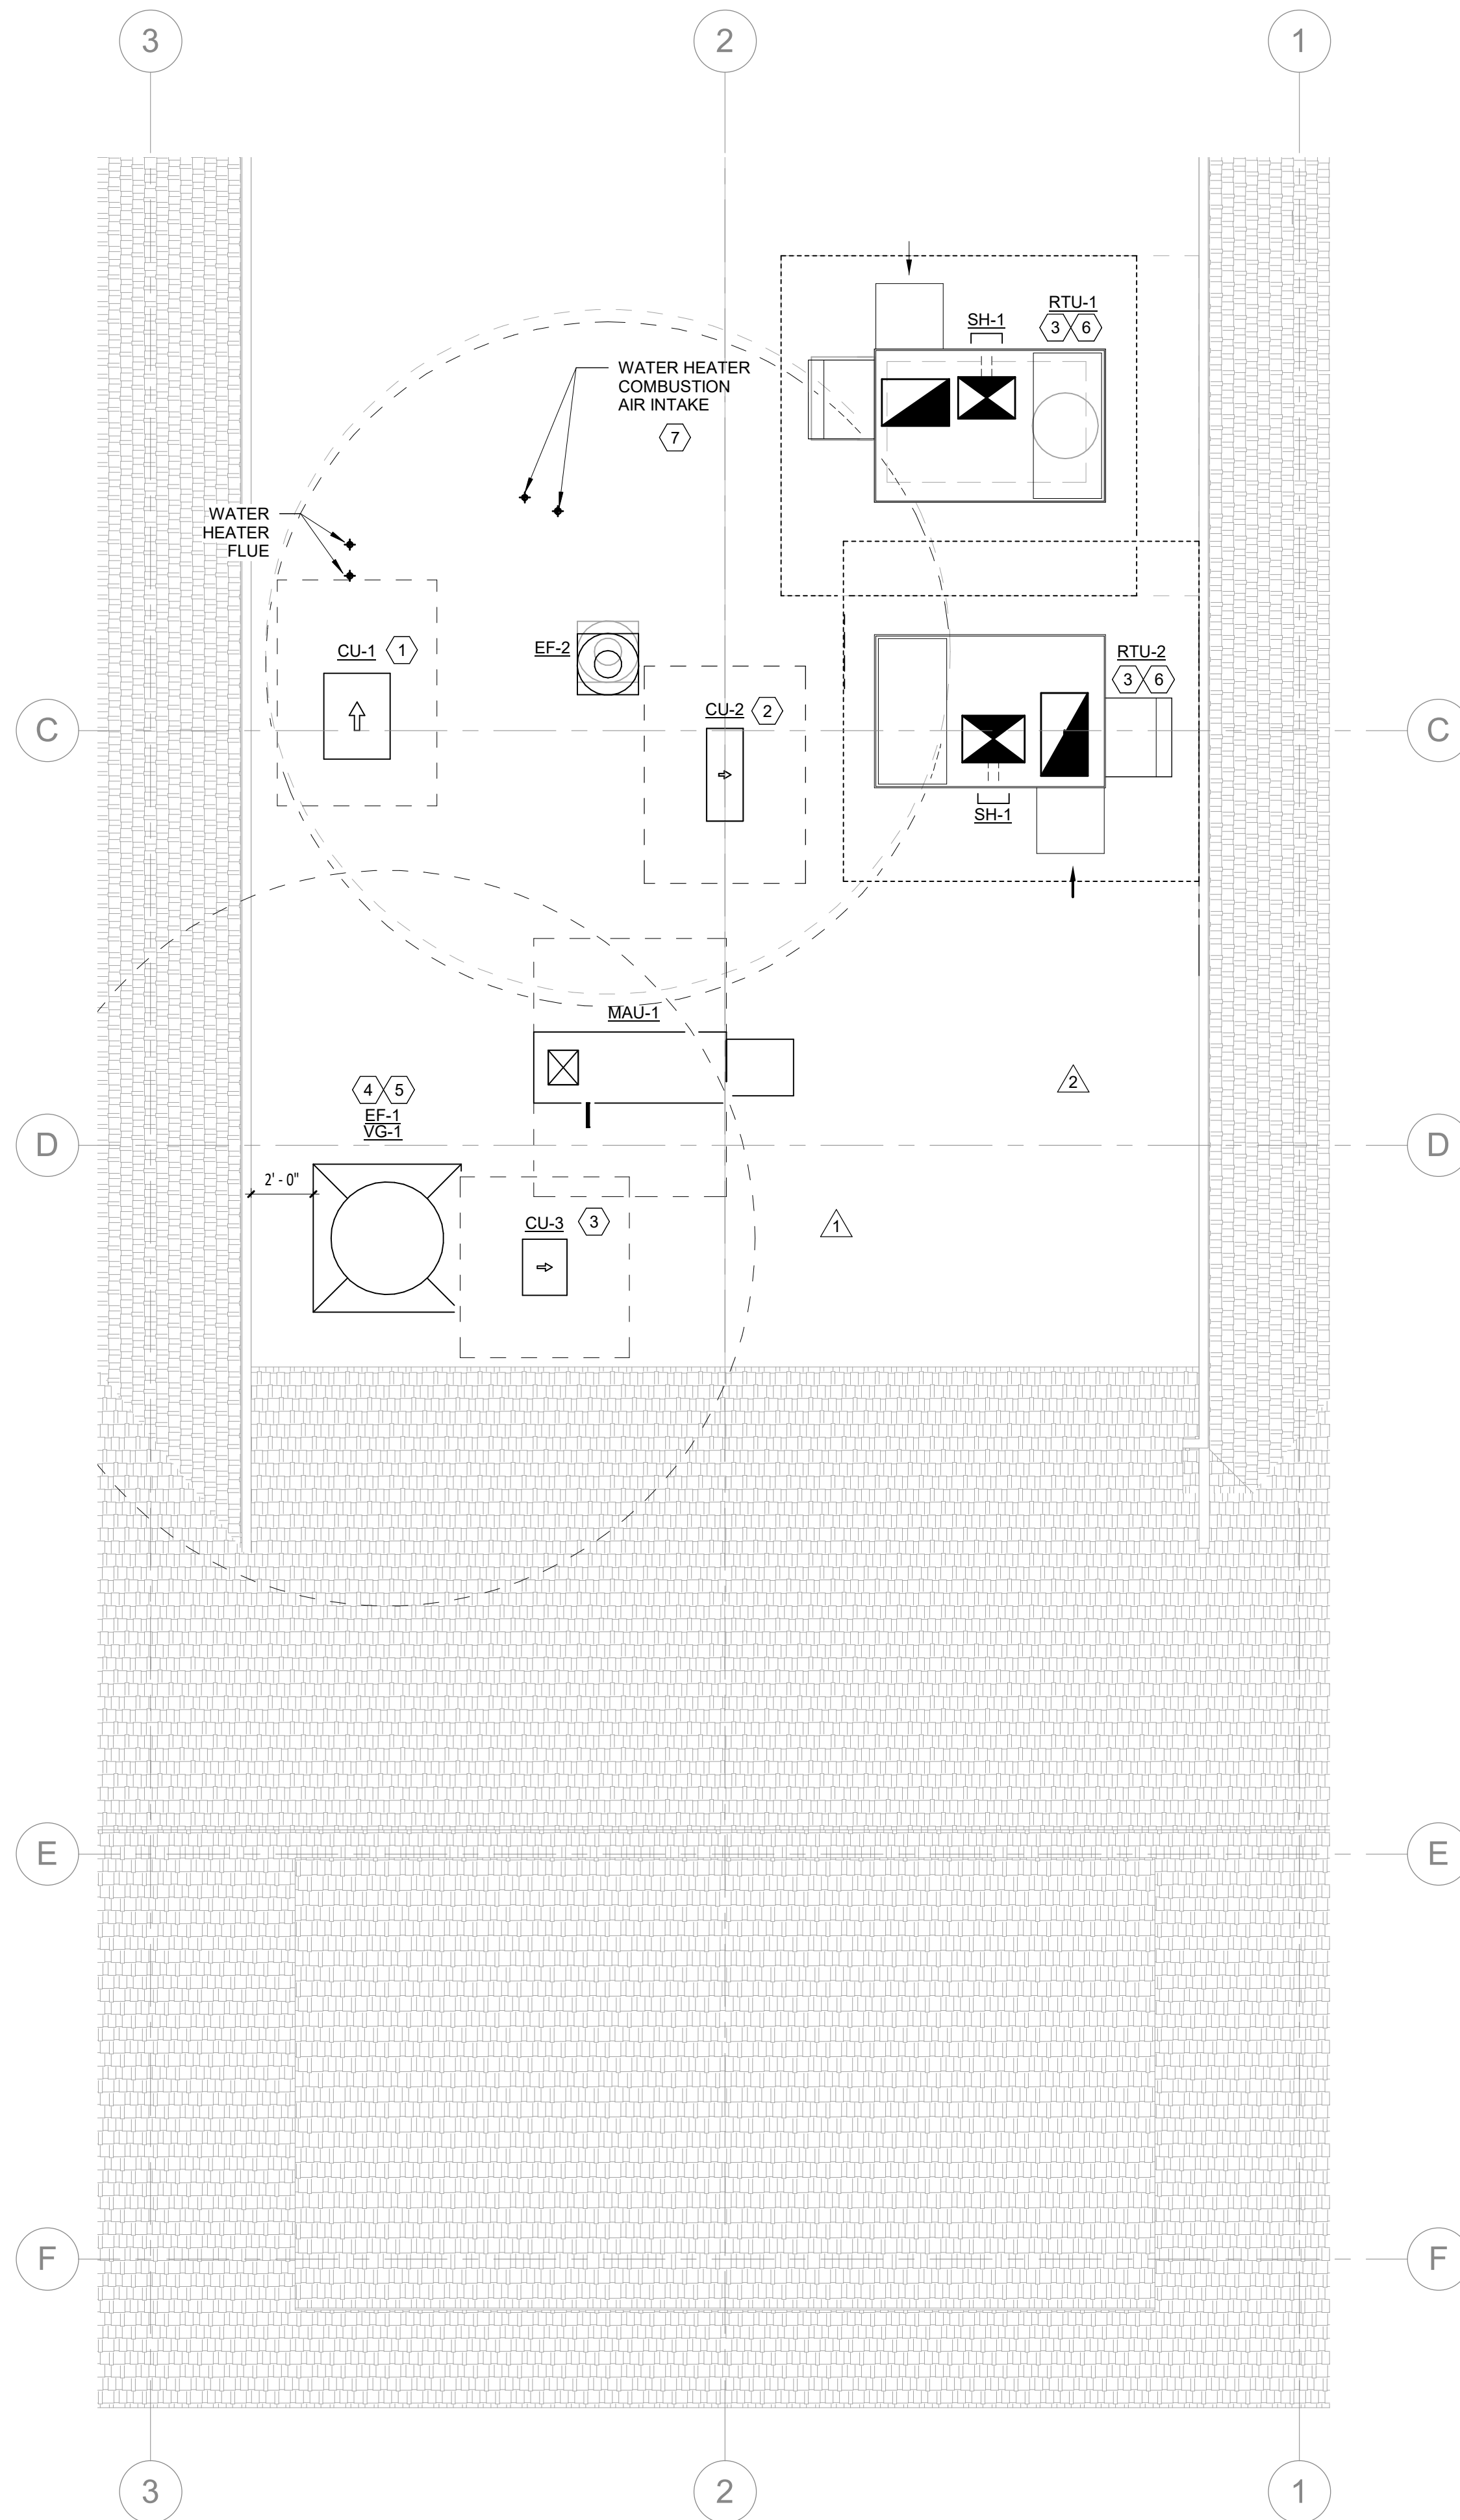 3
2
1
RTU-1
SH-1
3
6
WATER HEATER
COMBUSTION
AIR INTAKE
7
WATER
HEATER
FLUE
CU-1
1
EF-2
RTU-2
3
6
CU-2
2
C
C
SH-1
MAU-1
2
4
5
EF-1
VG-1
D
D
2' - 0"
CU-3
3
1
E
E
F
F
3
2
1